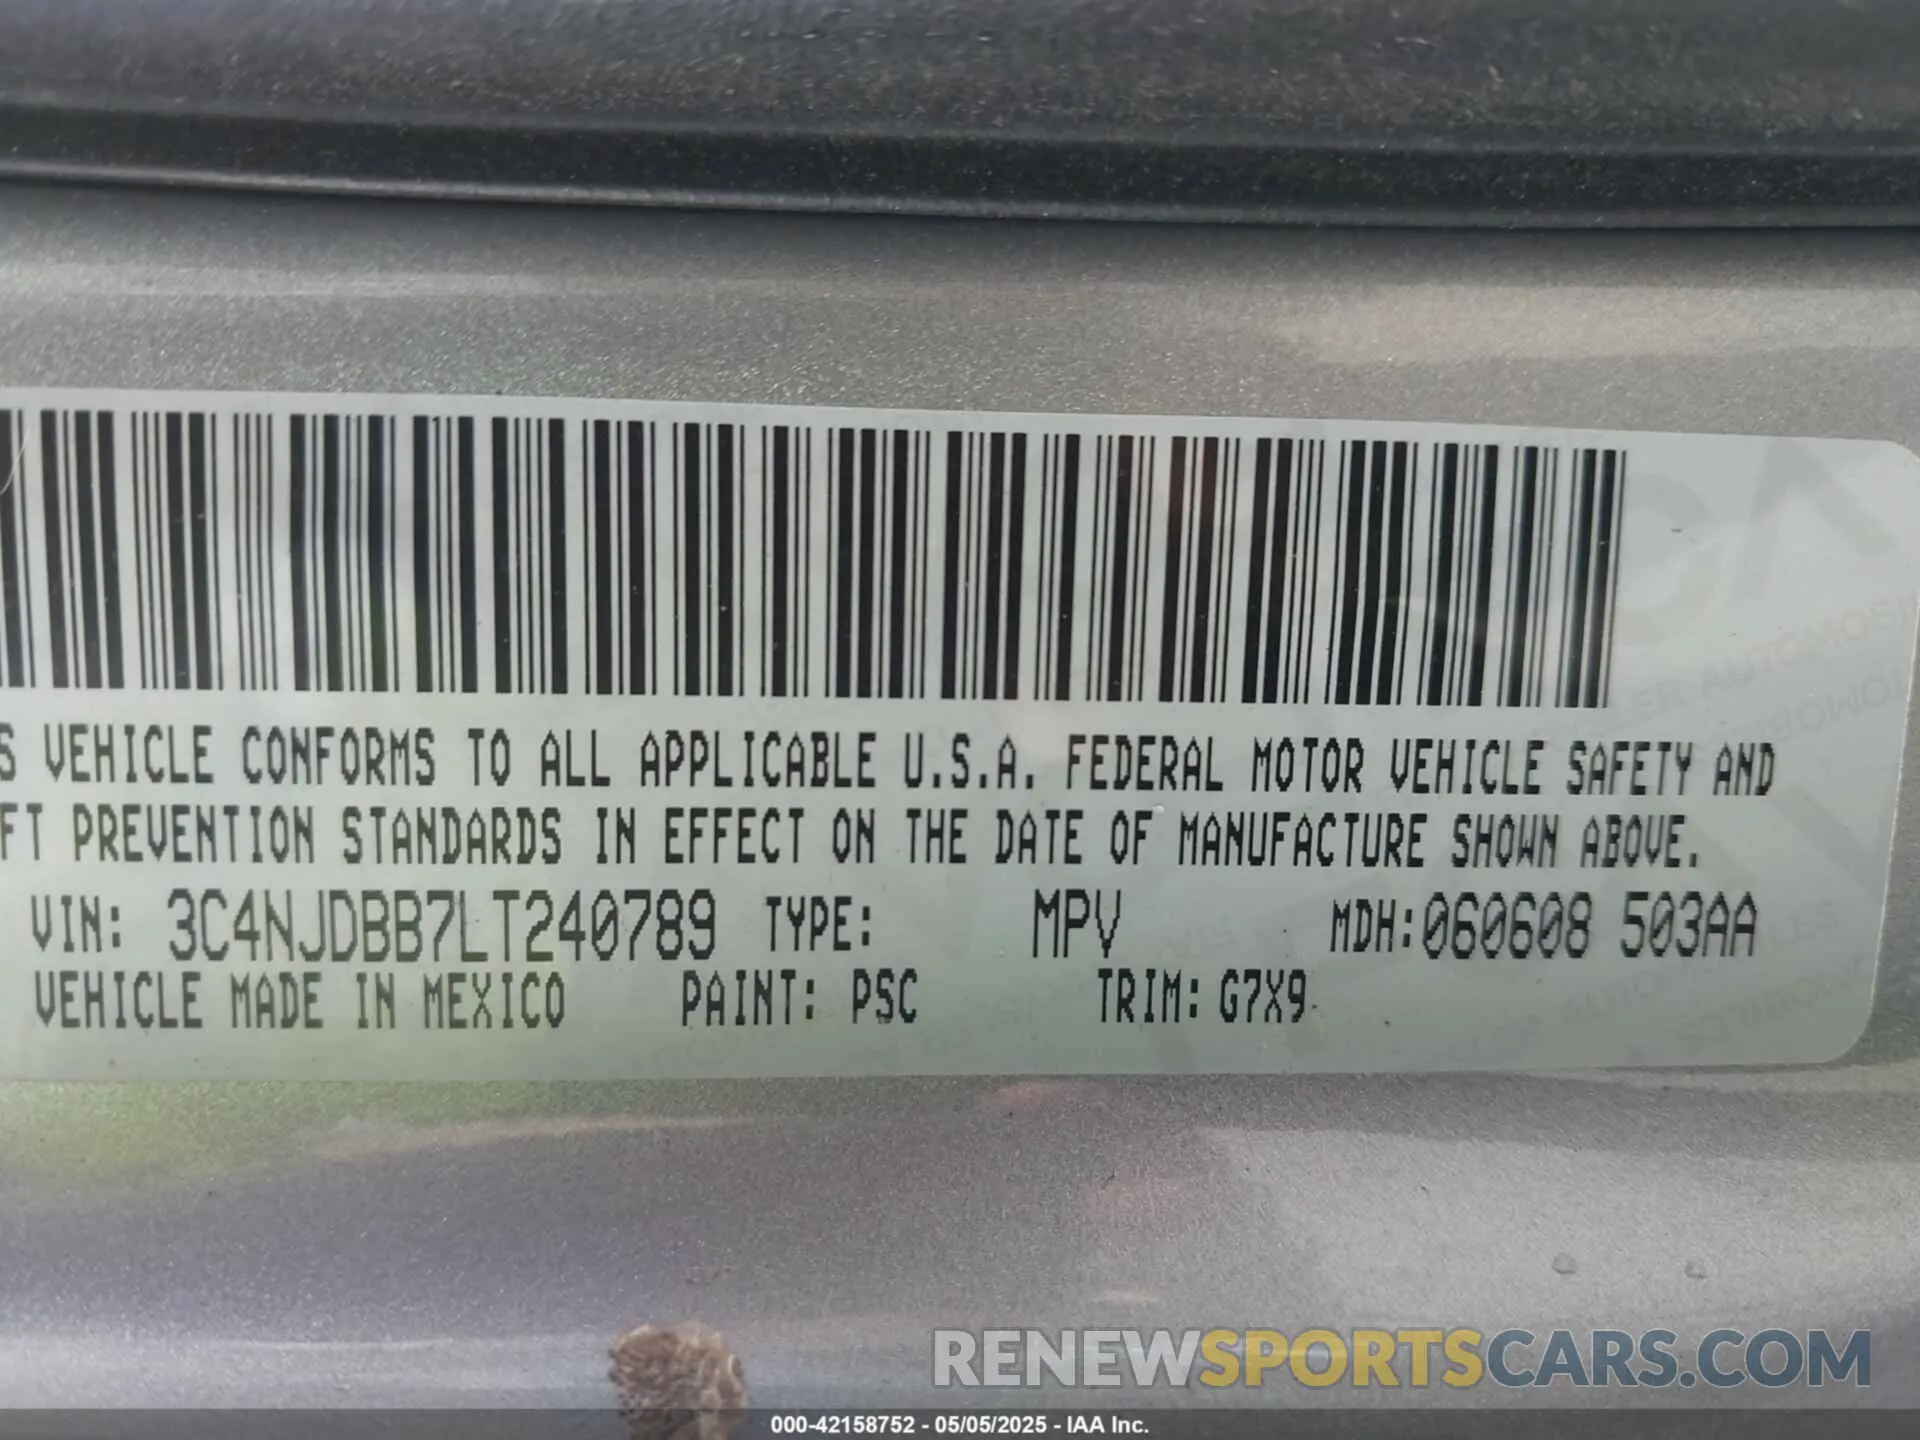 S VEHICLE CONFORMS TO ALL APPLICABLE U.S.A. FEDERAL MOTOR VEHICLE SAFETY AND
FT PREVENTION STANDARDS IN EFFECT ON THE DATE OF MANUFACTURE SHOWN ABOVE.
VIN: 3C4NJDBB7LT240789 TYPE: MPV MDH:060608 503AA
VEHICLE MADE IN MEXICO PAINT: PSC TRIM: G7X9
RENEWSPORTSCARS.COM
000-42158752 - 05/05/2025 - IAA Inc.